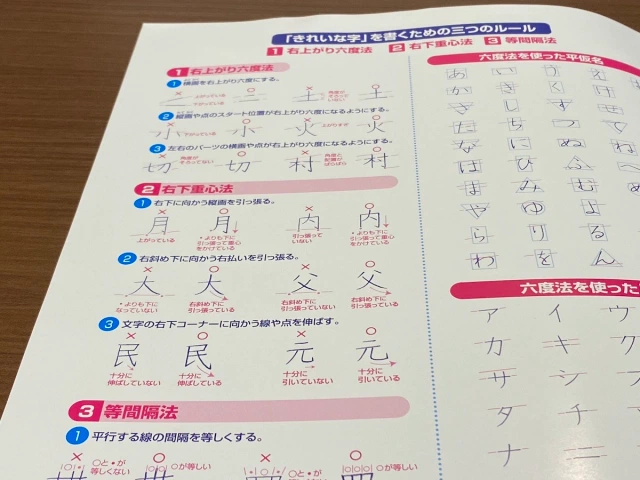 「きれいな字」を書くための三つのルール
1 右上がり六度法 2 右下重心法 3 等間隔法
1 右上がり六度法
1 横画を右上がり六度にする。
× ○ × ○
二 二 土 土
2 縦画や点のスタート位置が右上がり六度になるようにする。
× ○ × ○
小 小 火 火
3 左右のパーツの横画や点が右上がり六度になるようにする。
× ○ × ○
切 切 村 村
2 右下重心法
1 右下に向かう縦画を引っ張る。
× ○ × ○
月 月 内 内
上がっている
*よりも下に引っ張って重心をかけている
引っ張っていない
*よりも下に引っ張って重心をかけている
2 右斜め下に向かう右払いを引っ張る。
× ○ × ○
大 大 父 父
*よりも下になっていない
右斜め下に引っ張っている
右斜め下に引っ張っていない
右斜め下に引っ張っている
3 文字の右下コーナーに向かう線や点を伸ばす。
× ○ × ○
民 民 元 元
十分に伸ばしていない
十分に伸ばしている
十分に引いていない
十分に引いている
3 等間隔法
1 平行する線の間隔を等しくする。
× ○と•が等しくない
○ ○が等しい
× ○
○が等しい
六度法を使った平仮名
あ い う え
か き く け
さ し す
た ち つ
な に ぬ ね
は ひ ふ へ
ま み む め
や ゆ よ
ら り る
わ を ん
六度法を使った
ア イ ウ
カ キ ク
サ シ ス
タ チ
ナ ニ